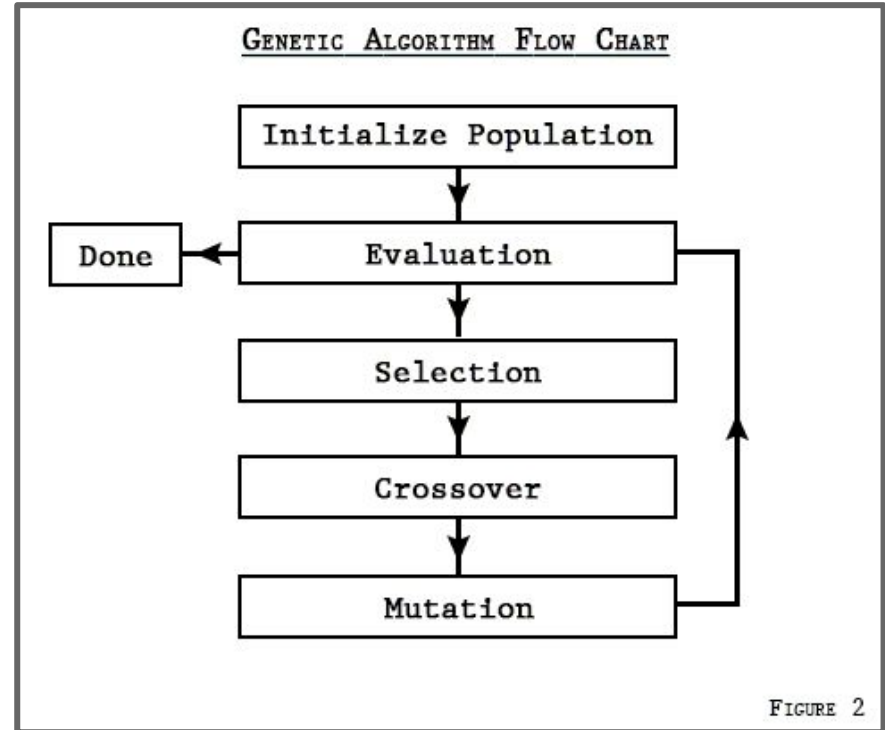 GENETIC ALGORITHM FLOW CHART
Initialize Population
Done
Evaluation
Selection
Crossover
Mutation
FIGURE 2